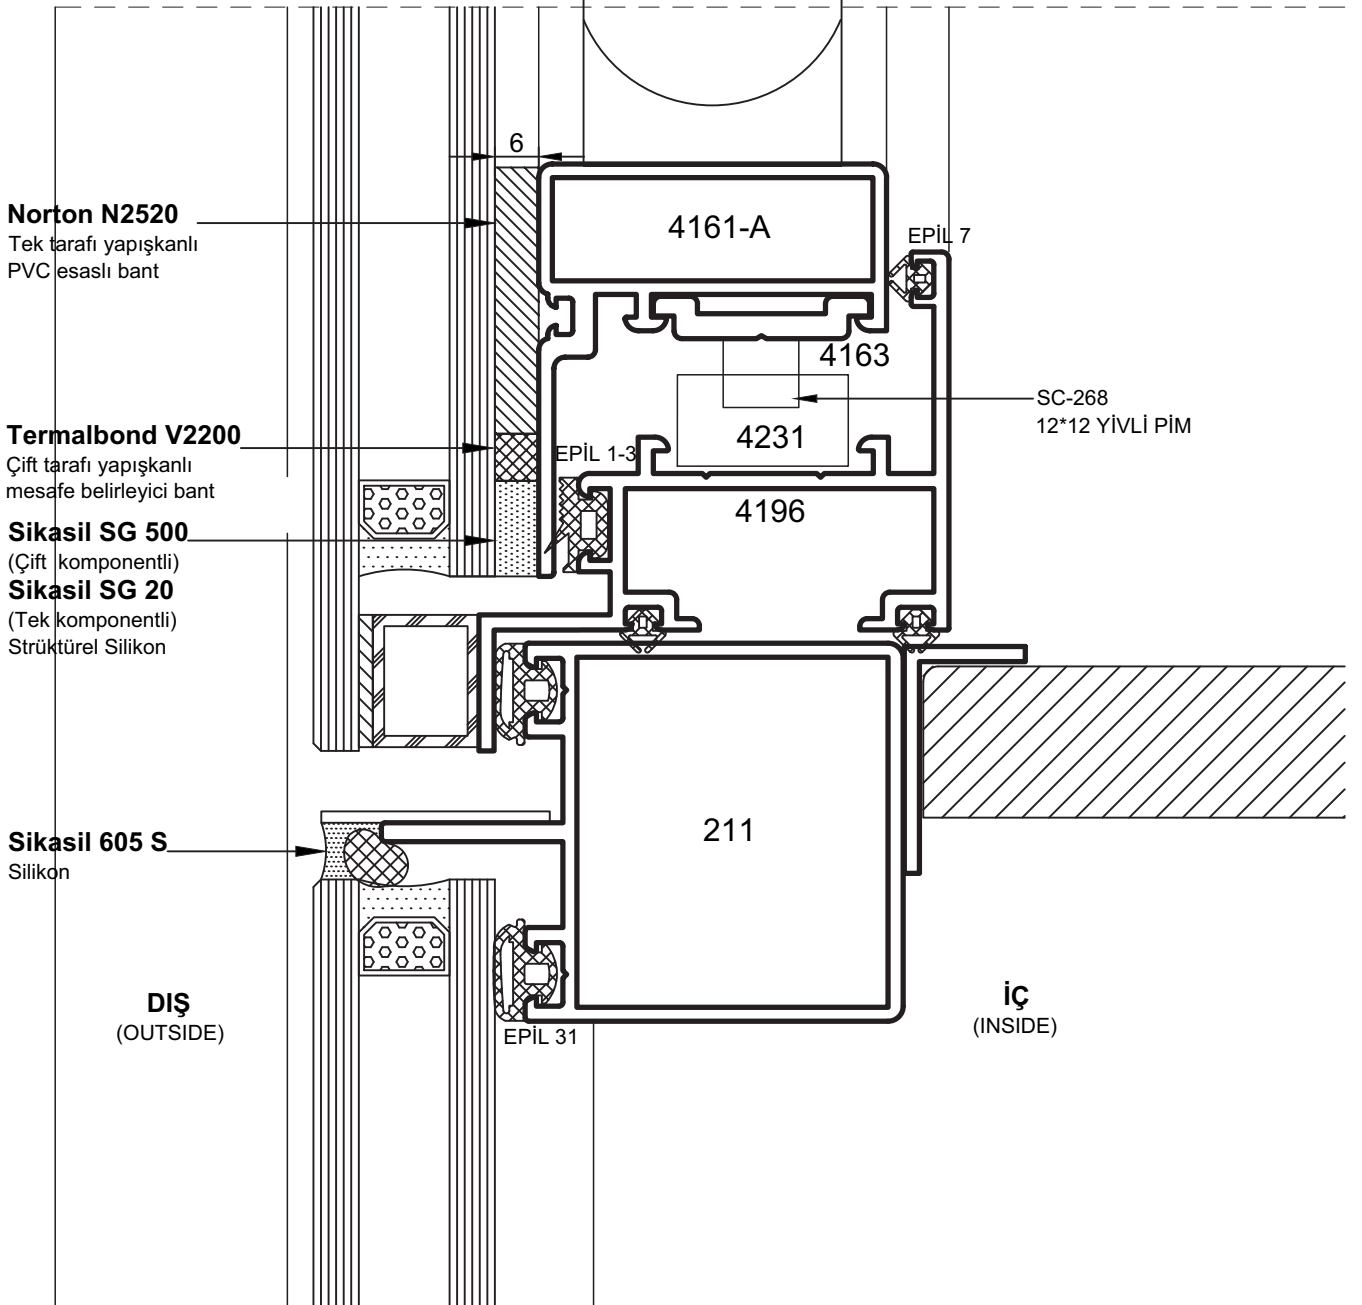 6
Norton N2520
Tek tarafı yapışkanlı
PVC esaslı bant
4161-A
EPİL 7
4163
SC-268
12*12 YİVLİ PİM
Termalbond V2200
Çift tarafı yapışkanlı
mesafe belirleyici bant
EPİL 1-3
4231
4196
Sikasil SG 500
(Çift komponentli)
Sikasil SG 20
(Tek komponentli)
Strüktürel Silikon
Sikasil 605 S
Silikon
211
DIŞ
(OUTSIDE)
İÇ
(INSIDE)
EPİL 31